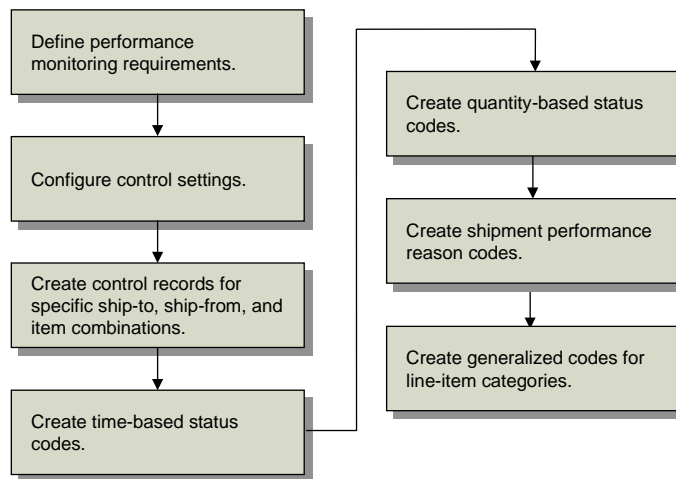 Define performance
monitoring requirements.
Configure control settings.
Create control records for
specific ship-to, ship-from, and
item combinations.
Create time-based status
codes.
Create quantity-based status
codes.
Create shipment performance
reason codes.
Create generalized codes for
line-item categories.